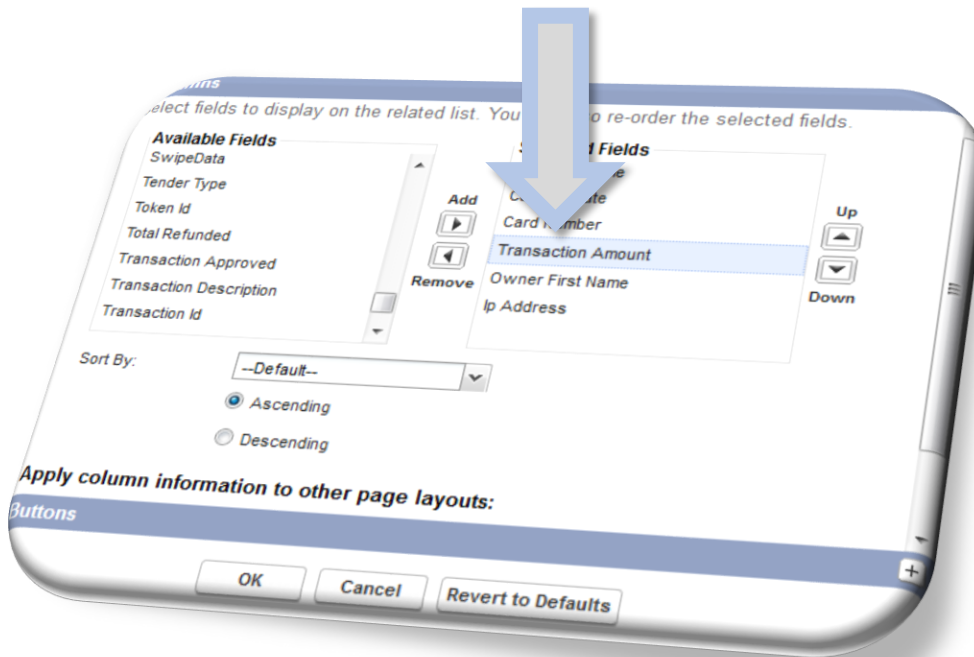 elect fields to display on the related list. You o re-order the selected fields.
Available Fields
SwipeData
Tender Type
Token Id
Total Refunded
Transaction Approved
Transaction Description
Transaction Id
Add
Remove
Fields
Card Number
Transaction Amount
Owner First Name
Ip Address
Up
Down
Sort By:
--Default--
Ascending
Descending
Apply column information to other page layouts:
Buttons
OK
Cancel
Revert to Defaults